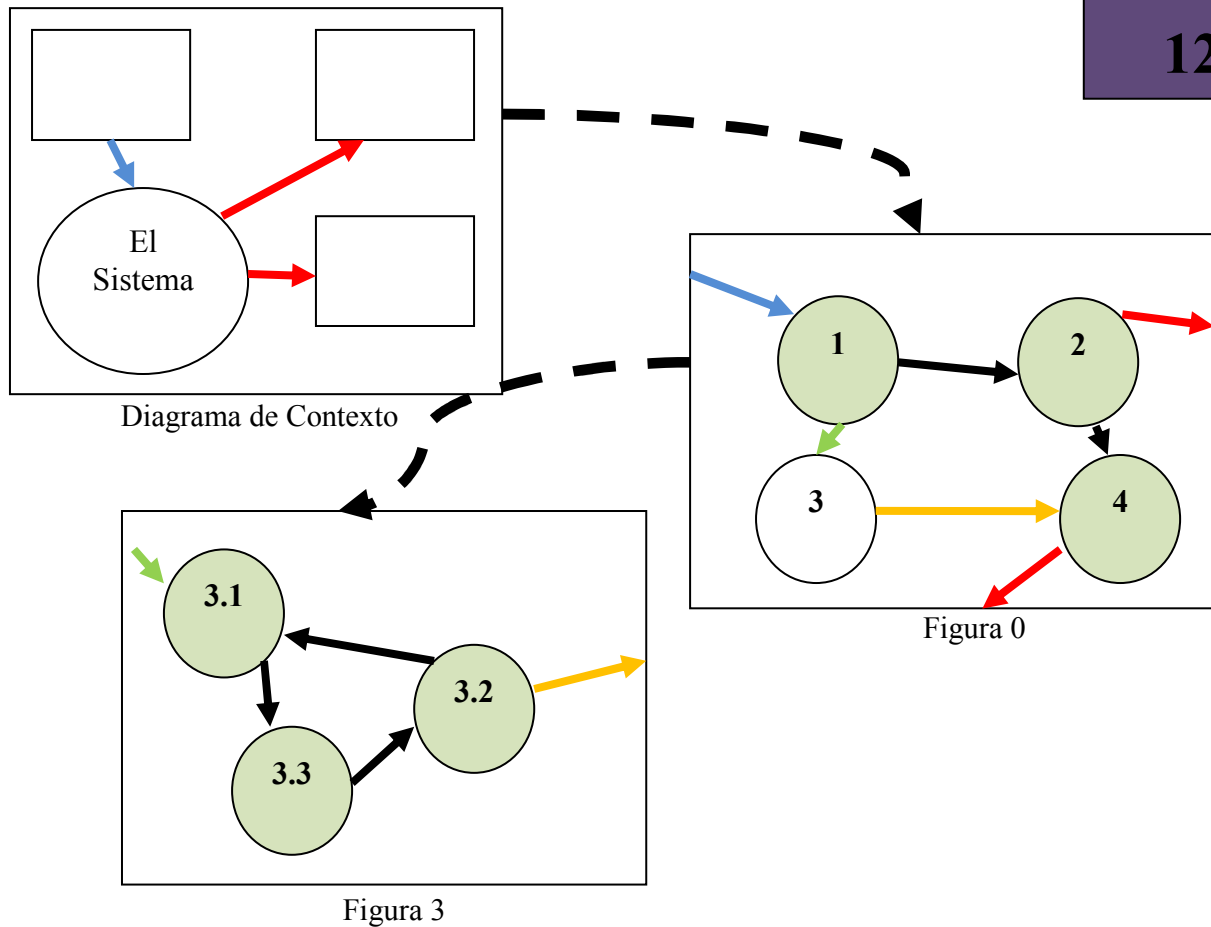 12
El
Sistema
Diagrama de Contexto
1
2
3
4
Figura 0
3.1
3.2
3.3
Figura 3